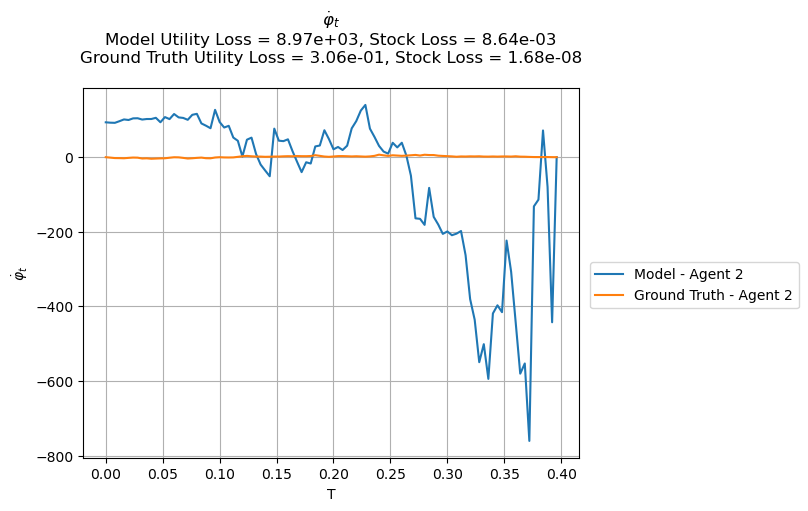 φ̇_t
Model Utility Loss = 8.97e+03, Stock Loss = 8.64e-03
Ground Truth Utility Loss = 3.06e-01, Stock Loss = 1.68e-08
φ̇_t
0
−200
−400
−600
−800
0.00 0.05 0.10 0.15 0.20 0.25 0.30 0.35 0.40
T
Model - Agent 2
Ground Truth - Agent 2